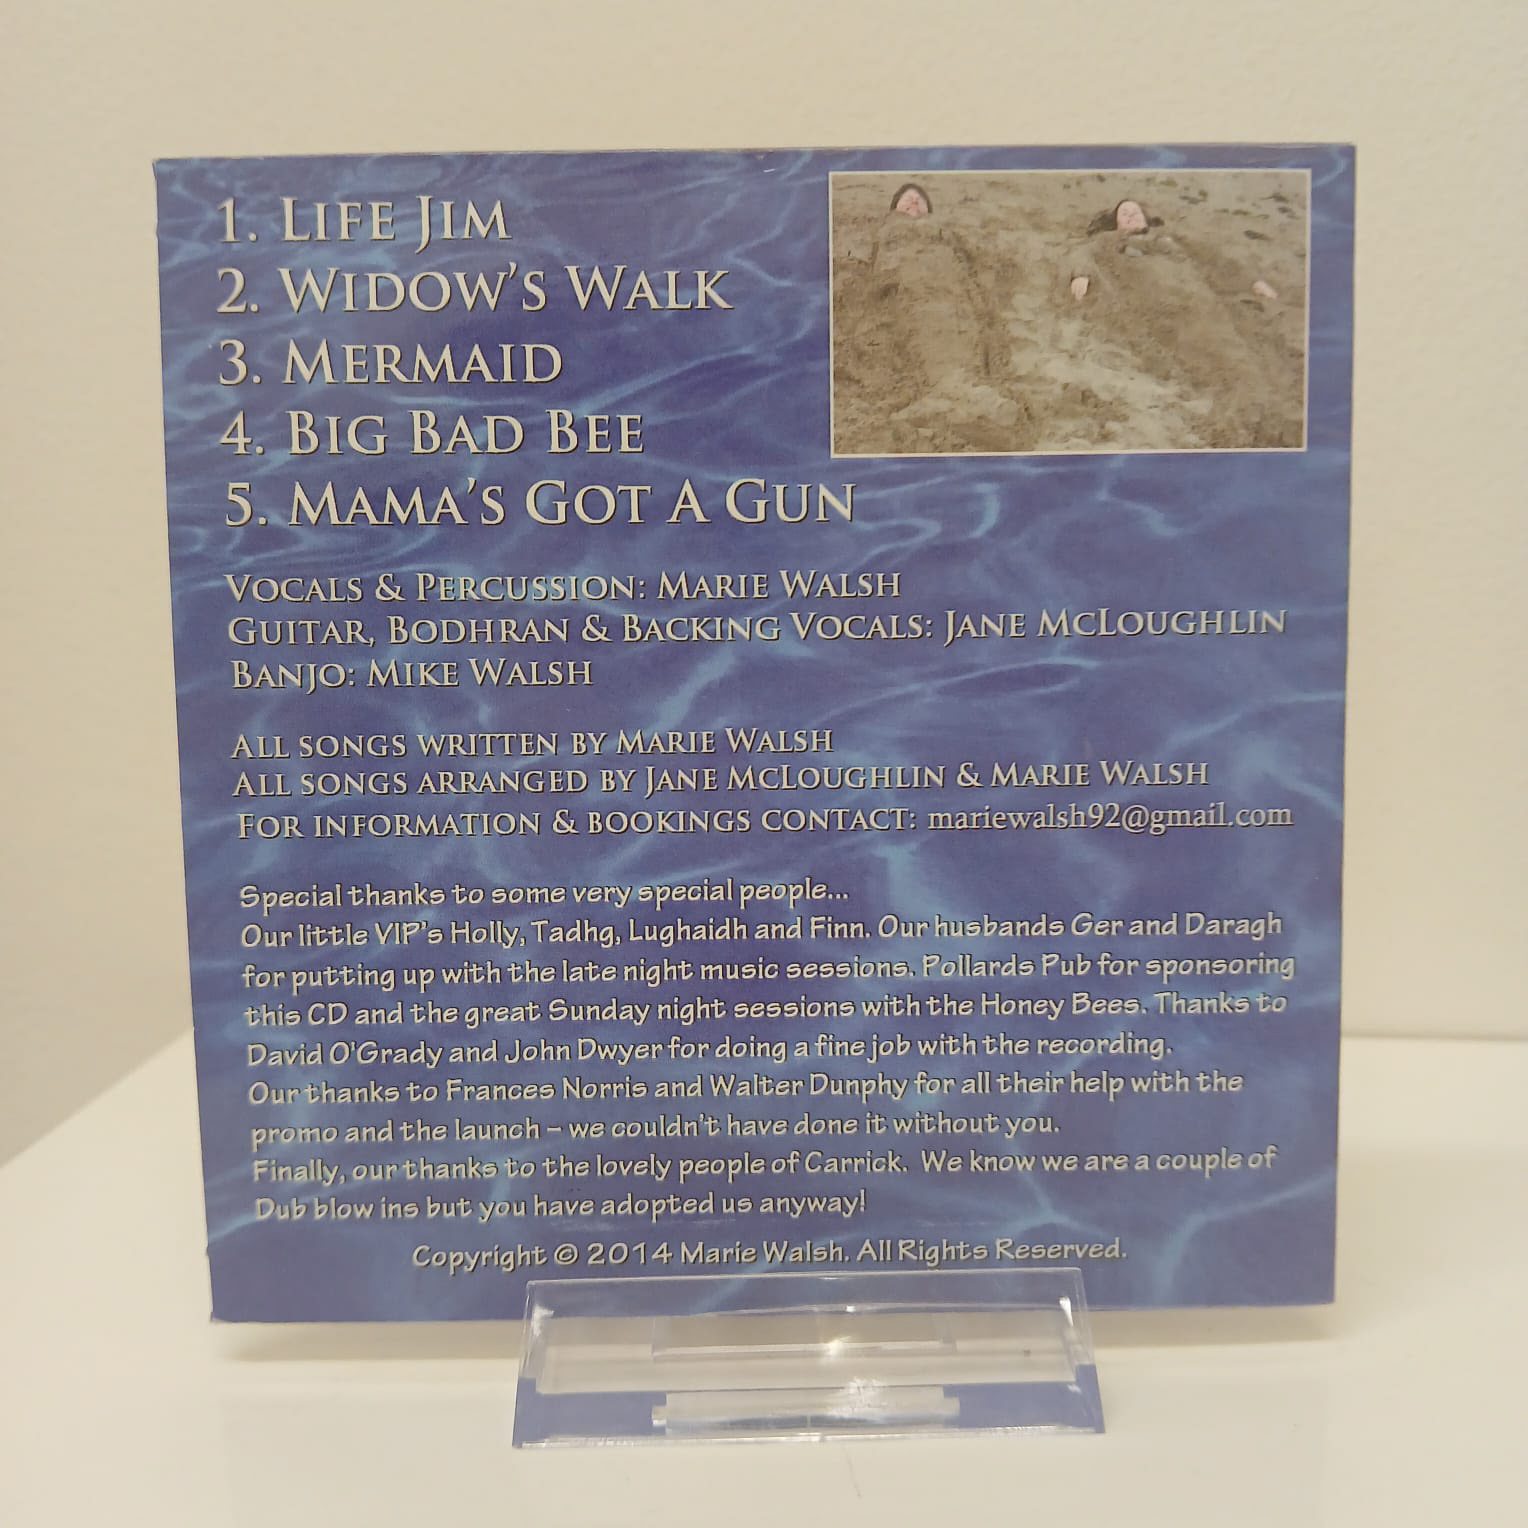 1. Life Jim
2. Widow's Walk
3. Mermaid
4. Big Bad Bee
5. Mama's Got A Gun
Vocals & Percussion: Marie Walsh
Guitar, Bodhran & Backing Vocals: Jane McLoughlin
Banjo: Mike Walsh
All songs written by Marie Walsh
All songs arranged by Jane McLoughlin & Marie Walsh
For information & bookings contact: mariewalsh92@gmail.com
Special thanks to some very special people...
Our little VIP's Holly, Tadhg, Lughaidh and Finn. Our husbands Ger and Daragh
for putting up with the late night music sessions. Pollards Pub for sponsoring
this CD and the great Sunday night sessions with the Honey Bees. Thanks to
David O'Grady and John Dwyer for doing a fine job with the recording.
Our thanks to Frances Norris and Walter Dunphy for all their help with the
promo and the launch – we couldn't have done it without you.
Finally, our thanks to the lovely people of Carrick. We know we are a couple of
Dub blow ins but you have adopted us anyway!
Copyright © 2014 Marie Walsh. All Rights Reserved.